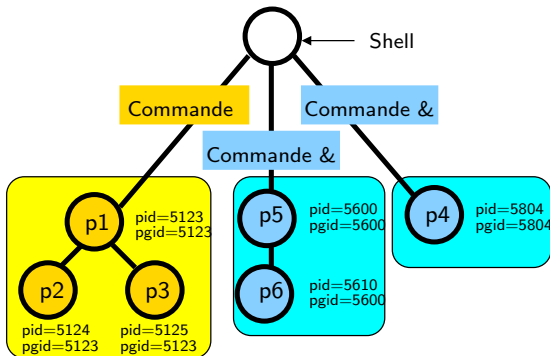 Shell
Commande
Commande &
Commande &
p1
pid=5123
pgid=5123
p2
p3
pid=5124
pgid=5123
pid=5125
pgid=5123
p5
pid=5600
pgid=5600
p6
pid=5610
pgid=5600
p4
pid=5804
pgid=5804